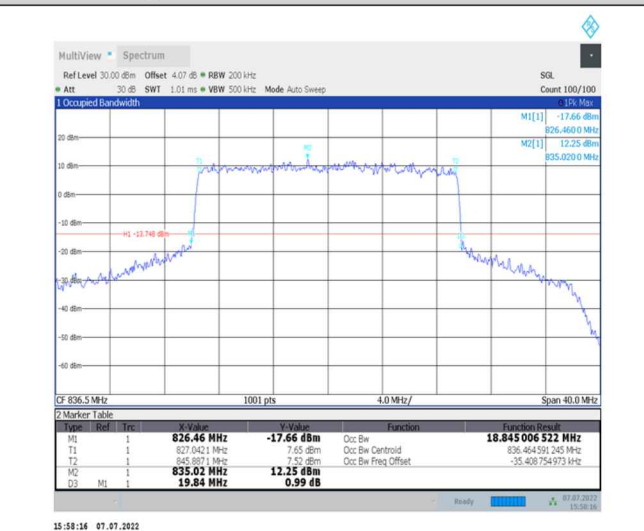 MultiView Spectrum
Ref Level 30.00 dBm Offset 4.07 dB RBW 200 kHz SGL
Att 30 dB SWT 1.01 ms VBW 500 kHz Mode Auto Sweep Count 100/100
1 Occupied Bandwidth 1Pk Max
M1[1] -17.66 dBm
826.460 0 MHz
M2[1] 12.25 dBm
835.020 0 MHz
20 dBm
10 dBm
0 dBm
-10 dBm
H1 -13.748 dBm
-20 dBm
-30 dBm
-40 dBm
-50 dBm
-60 dBm
CF 836.5 MHz 1001 pts 4.0 MHz/ Span 40.0 MHz
2 Marker Table
Type Ref Trc X-Value Y-Value Function Function Result
M1 1 826.46 MHz -17.66 dBm Occ Bw 18.845 006 522 MHz
T1 1 827.0421 MHz 7.65 dBm Occ Bw Centroid 836.464 591 245 MHz
T2 1 845.8871 MHz 7.52 dBm Occ Bw Freq Offset -35.408 754 973 kHz
M2 1 835.02 MHz 12.25 dBm
D3 M1 1 19.84 MHz 0.99 dB
Ready 07.07.2022
15:58:16
15:58:16 07.07.2022